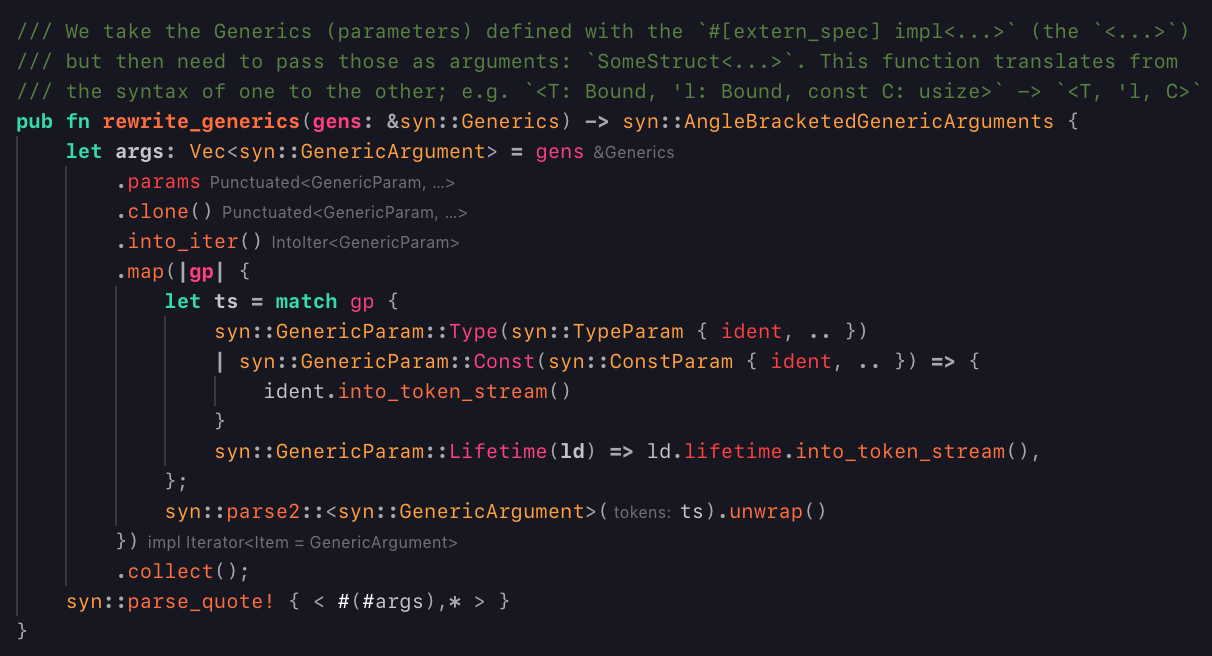 /// We take the Generics (parameters) defined with the `#[extern_spec] impl<...>` (the `<...>`)
/// but then need to pass those as arguments: `SomeStruct<...>`. This function translates from
/// the syntax of one to the other; e.g. `<T: Bound, 'l: Bound, const C: usize>` -> `<T, 'l, C>`
pub fn rewrite_generics(gens: &syn::Generics) -> syn::AngleBracketedGenericArguments {
    let args: Vec<syn::GenericArgument> = gens &Generics
        .params Punctuated<GenericParam, …>
        .clone() Punctuated<GenericParam, …>
        .into_iter() IntoIter<GenericParam>
        .map(|gp| {
            let ts = match gp {
                syn::GenericParam::Type(syn::TypeParam { ident, .. })
                | syn::GenericParam::Const(syn::ConstParam { ident, .. }) => {
                    ident.into_token_stream()
                }
                syn::GenericParam::Lifetime(ld) => ld.lifetime.into_token_stream(),
            };
            syn::parse2::<syn::GenericArgument>(tokens: ts).unwrap()
        }) impl Iterator<Item = GenericArgument>
        .collect();
    syn::parse_quote! { < #(#args),* > }
}